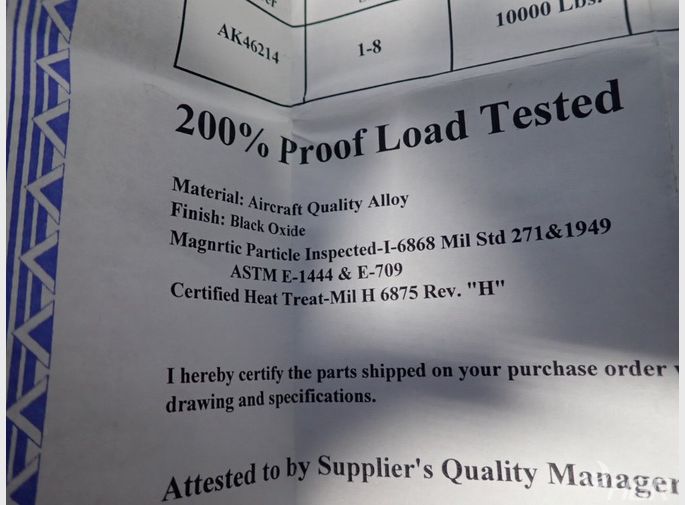 AK46214
1-8
10000 Lbs.
200% Proof Load Tested
Material: Aircraft Quality Alloy
Finish: Black Oxide
Magnrtic Particle Inspected-I-6868 Mil Std 271&1949
ASTM E-1444 & E-709
Certified Heat Treat-Mil H 6875 Rev. "H"
I hereby certify the parts shipped on your purchase order
drawing and specifications.
Attested to by Supplier's Quality Manager